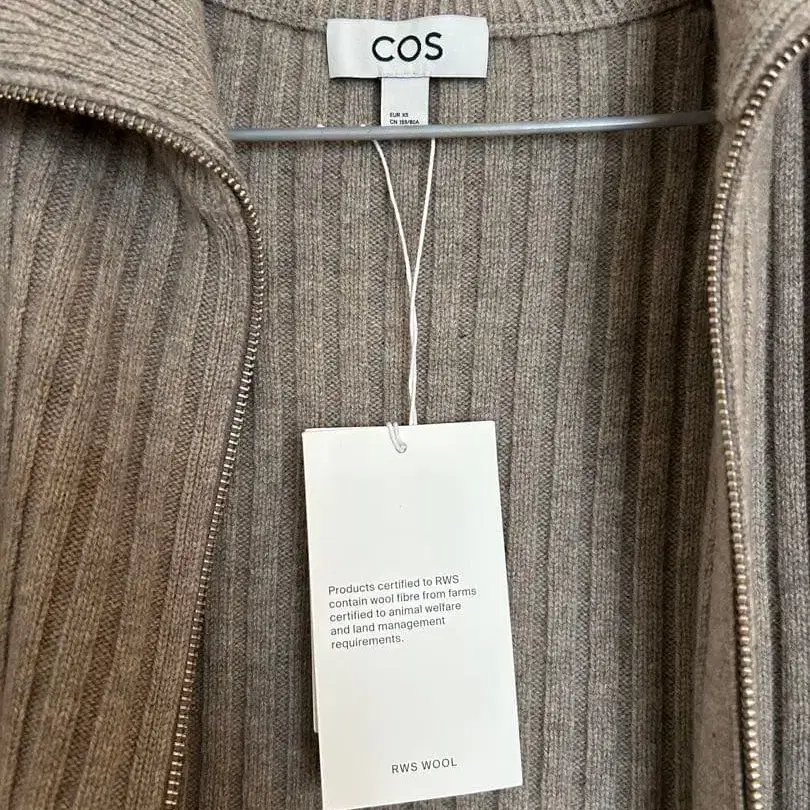 COS
EUR XS
CN 155/80A
Products certified to RWS
contain wool fibre from farms
certified to animal welfare
and land management
requirements.
RWS WOOL